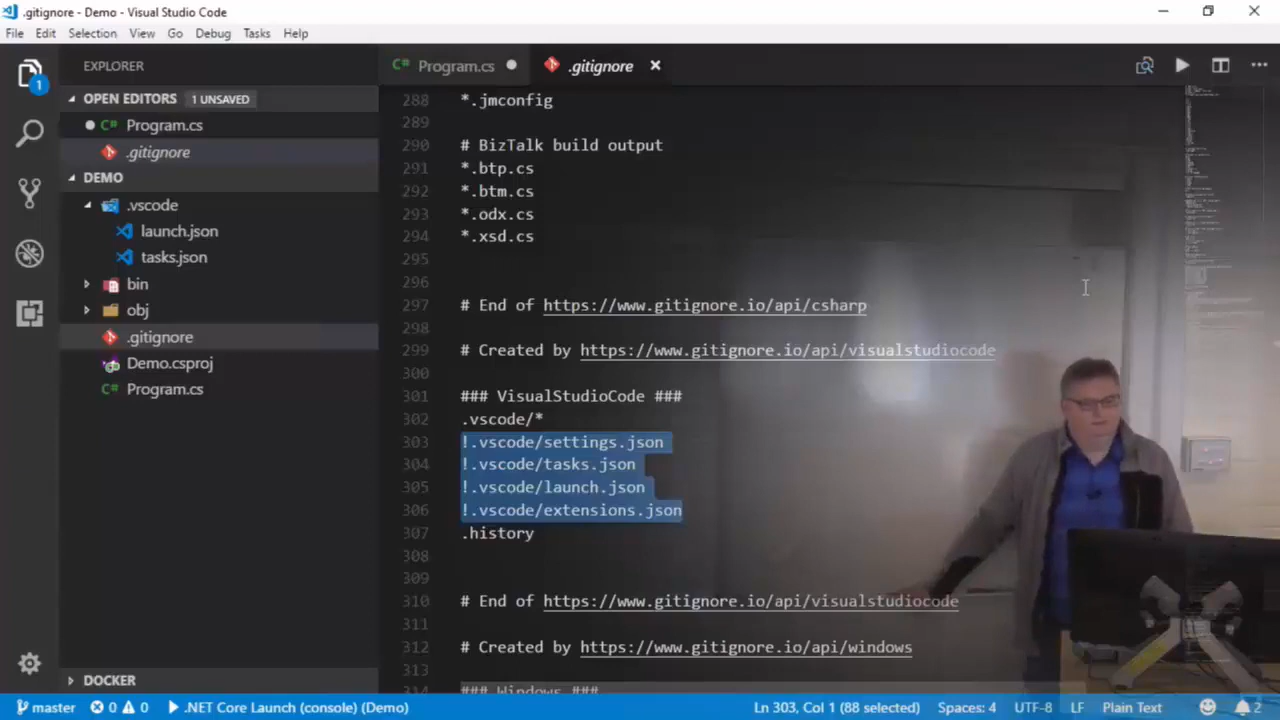 .gitignore - Demo - Visual Studio Code
File Edit Selection View Go Debug Tasks Help
EXPLORER
OPEN EDITORS 1 UNSAVED
Program.cs
.gitignore
DEMO
.vscode
launch.json
tasks.json
bin
obj
.gitignore
Demo.csproj
C# Program.cs
DOCKER
1
C# Program.cs
.gitignore
288 *.jmconfig
289
290 # BizTalk build output
291 *.btp.cs
292 *.btm.cs
293 *.odx.cs
294 *.xsd.cs
295
296
297 # End of https://www.gitignore.io/api/csharp
298
299 # Created by https://www.gitignore.io/api/visualstudiocode
300
301 ### VisualStudioCode ###
302 .vscode/*
303 !.vscode/settings.json
304 !.vscode/tasks.json
305 !.vscode/launch.json
306 !.vscode/extensions.json
307 .history
308
309
310 # End of https://www.gitignore.io/api/visualstudiocode
311
312 # Created by https://www.gitignore.io/api/windows
313
314 ### Windows ###
master 0 0 .NET Core Launch (console) (Demo) Ln 303, Col 1 (88 selected) Spaces: 4 UTF-8 LF Plain Text 2